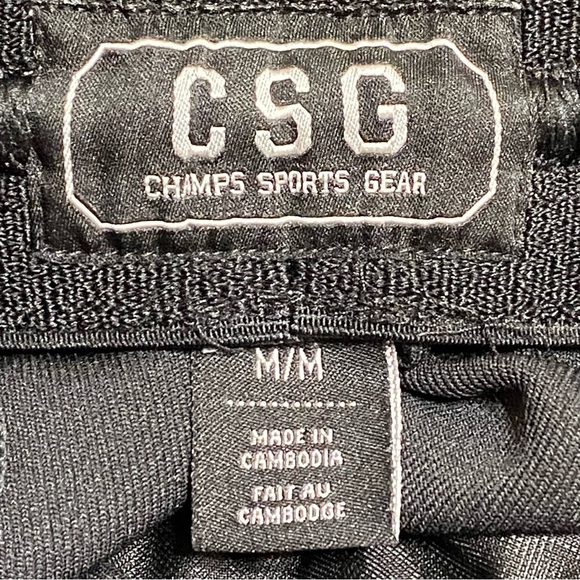 CSG
CHAMPS SPORTS GEAR
M/M
MADE IN
CAMBODIA
FAIT AU
CAMBODGE